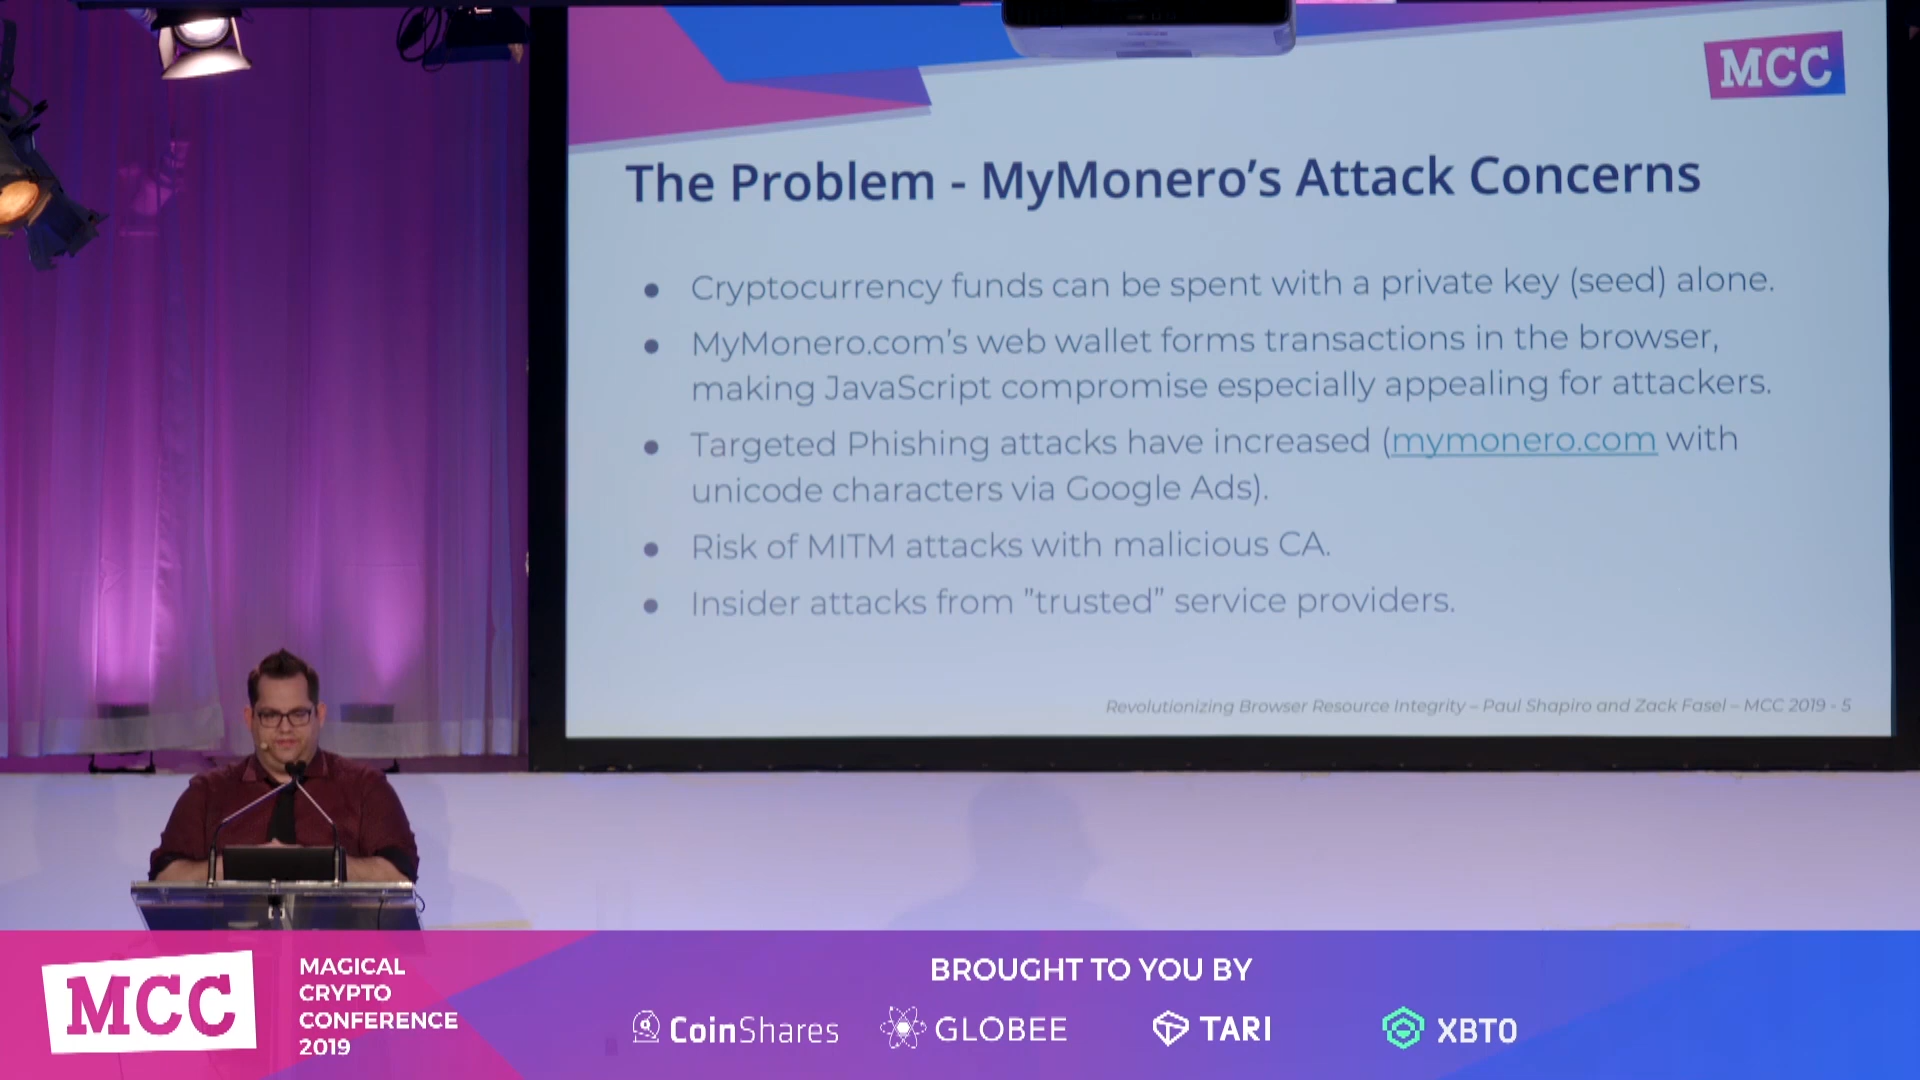 MCC
The Problem - MyMonero’s Attack Concerns
● Cryptocurrency funds can be spent with a private key (seed) alone.
● MyMonero.com’s web wallet forms transactions in the browser,
making JavaScript compromise especially appealing for attackers.
● Targeted Phishing attacks have increased (mymonero.com with
unicode characters via Google Ads).
● Risk of MITM attacks with malicious CA.
● Insider attacks from ”trusted” service providers.
Revolutionizing Browser Resource Integrity – Paul Shapiro and Zack Fasel – MCC 2019 - 5
MCC
MAGICAL
CRYPTO
CONFERENCE
2019
BROUGHT TO YOU BY
CoinShares
GLOBEE
TARI
XBTO